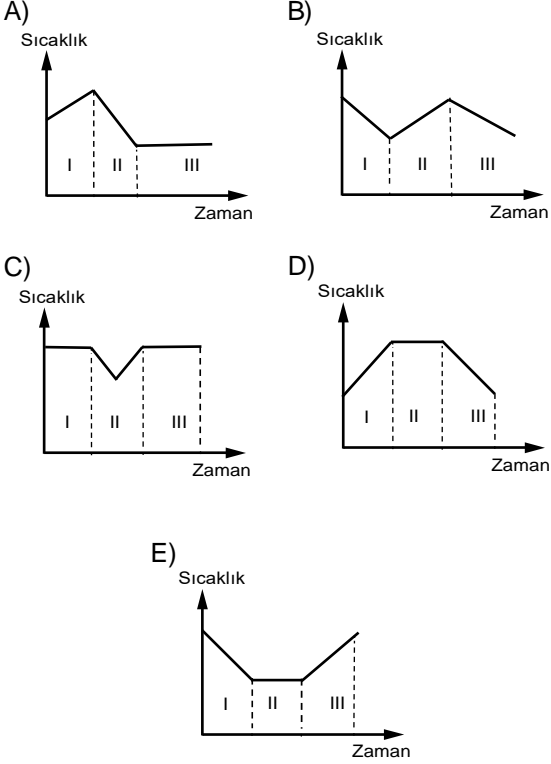 A)
Sıcaklık
I
II
III
Zaman
B)
Sıcaklık
I
II
III
Zaman
C)
Sıcaklık
I
II
III
Zaman
D)
Sıcaklık
I
II
III
Zaman
E)
Sıcaklık
I
II
III
Zaman